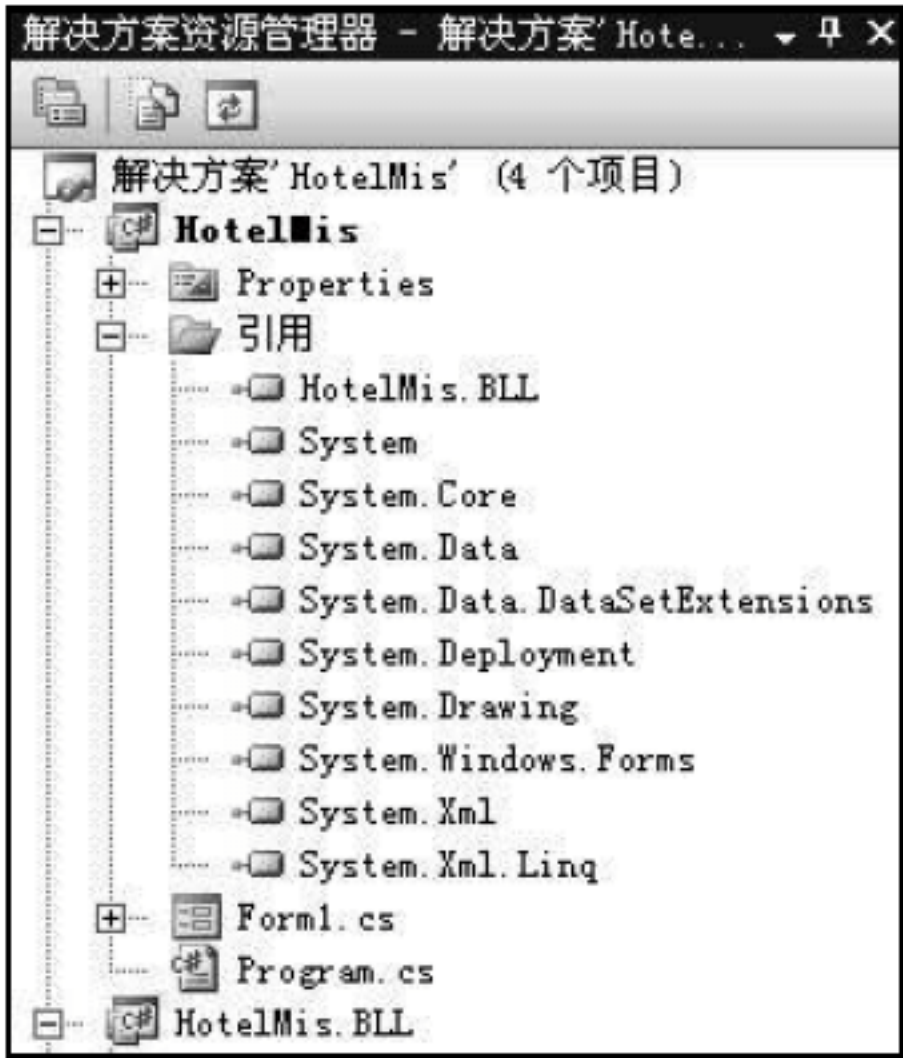 解决方案资源管理器 - 解决方案'Hote...
解决方案'HotelMis' (4 个项目)
HotelMis
Properties
引用
HotelMis.BLL
System
System.Core
System.Data
System.Data.DataSetExtensions
System.Deployment
System.Drawing
System.Windows.Forms
System.Xml
System.Xml.Linq
Form1.cs
C# Program.cs
C# HotelMis.BLL